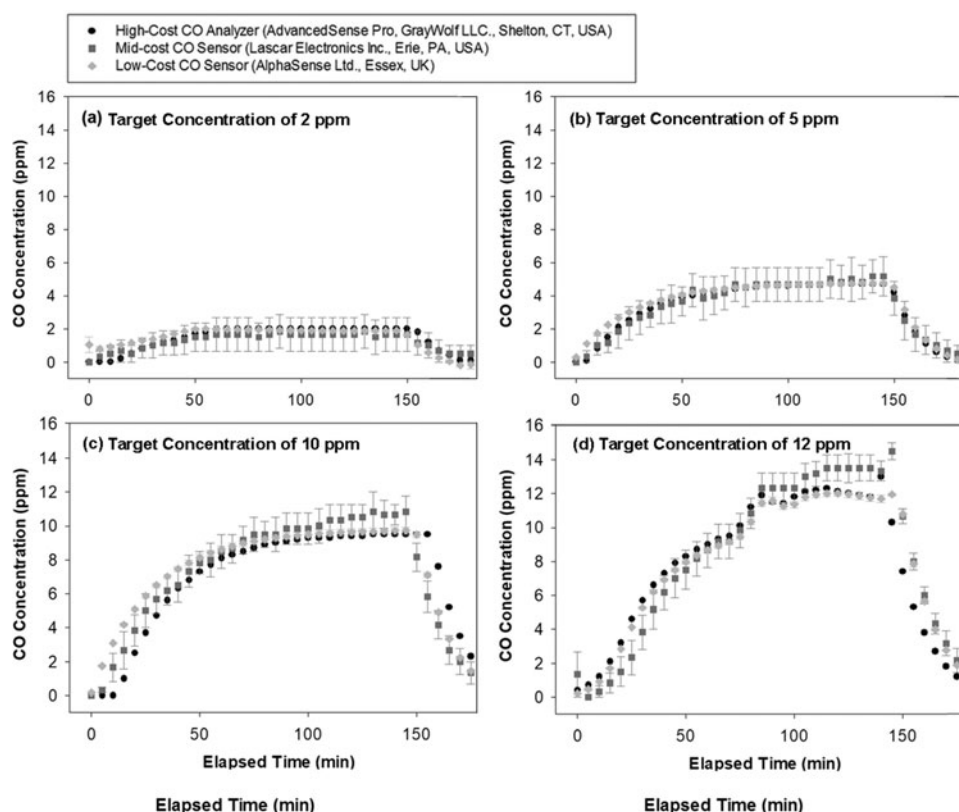 High-Cost CO Analyzer (AdvancedSense Pro, GrayWolf LLC., Shelton, CT, USA)
Mid-cost CO Sensor (Lascar Electronics Inc., Erie, PA, USA)
Low-Cost CO Sensor (AlphaSense Ltd., Essex, UK)
(a) Target Concentration of 2 ppm
CO Concentration (ppm)
16
14
12
10
8
6
4
2
0
0 50 100 150
(b) Target Concentration of 5 ppm
CO Concentration (ppm)
16
14
12
10
8
6
4
2
0
0 50 100 150
(c) Target Concentration of 10 ppm
CO Concentration (ppm)
16
14
12
10
8
6
4
2
0
0 50 100 150
Elapsed Time (min)
(d) Target Concentration of 12 ppm
CO Concentration (ppm)
16
14
12
10
8
6
4
2
0
0 50 100 150
Elapsed Time (min)
Elapsed Time (min)
Elapsed Time (min)